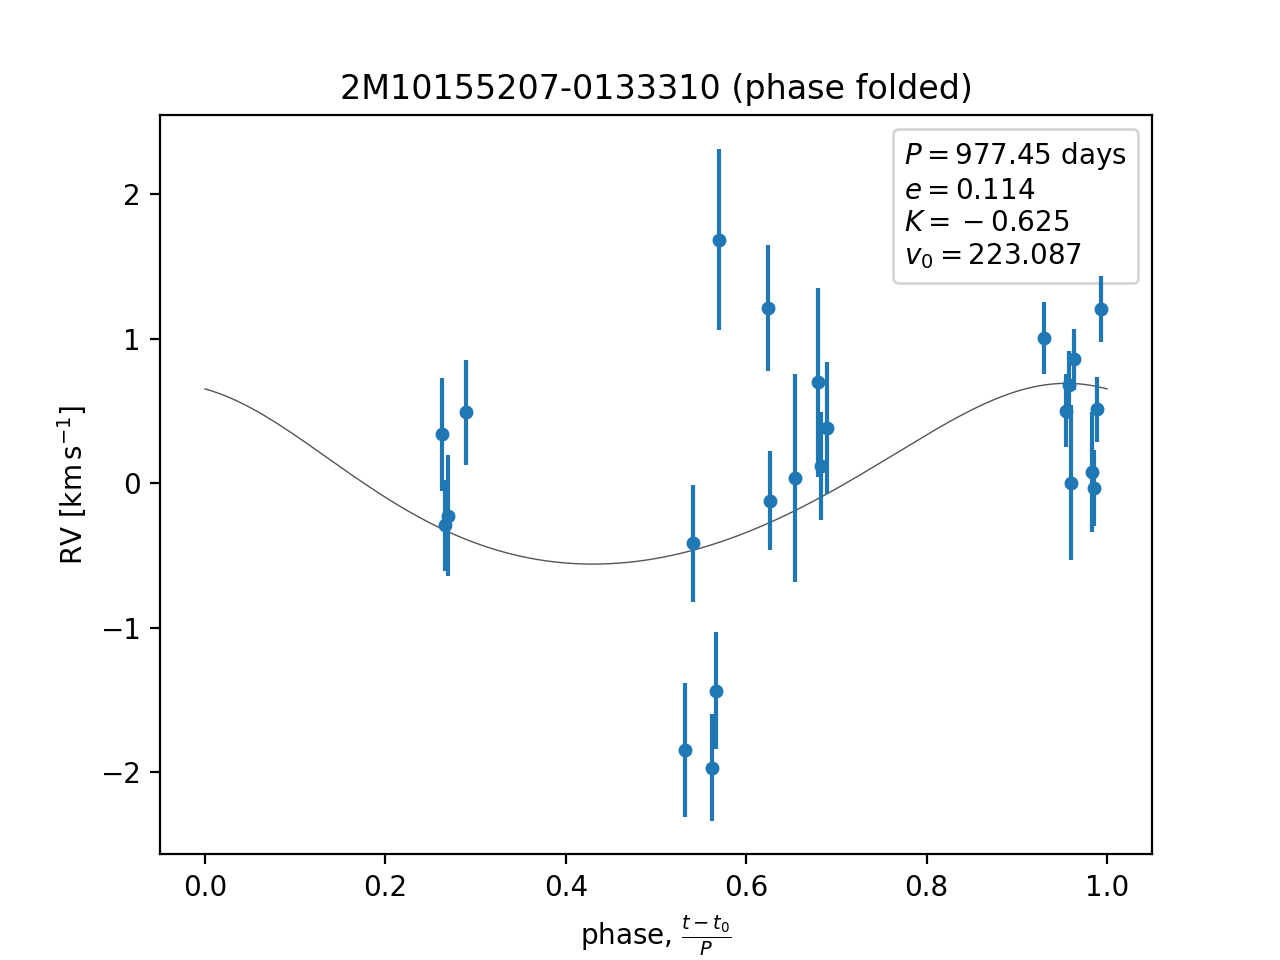 2M10155207-0133310 (phase folded)
P = 977.45 days
e = 0.114
K = −0.625
v₀ = 223.087
RV [km s⁻¹]
2
1
0
−1
−2
0.0 0.2 0.4 0.6 0.8 1.0
phase, (t − t₀)/P